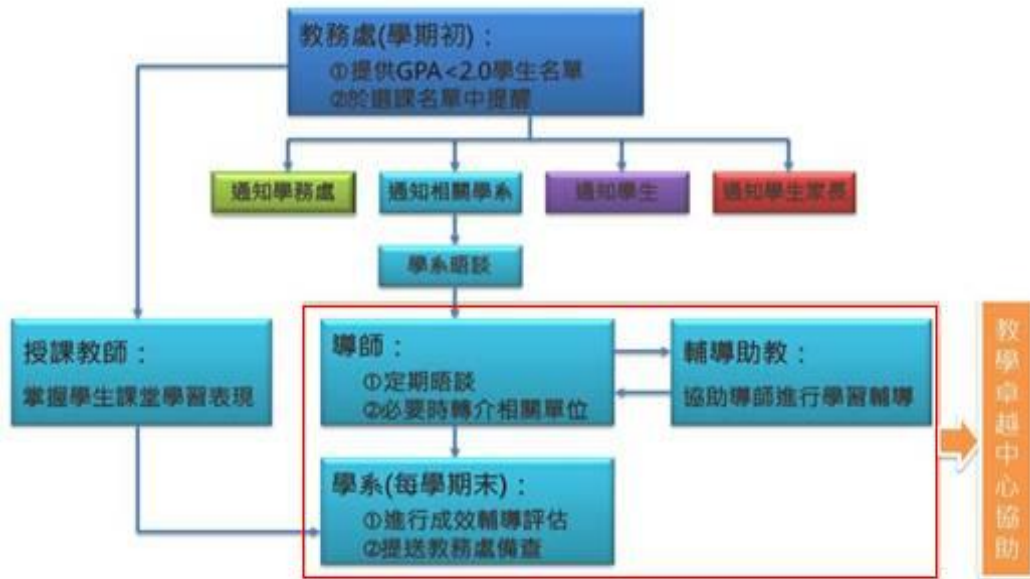 教務處(學期初)：
①提供GPA<2.0學生名單
②於選課名單中提醒
通知學務處
通知相關學系
通知學生
通知學生家長
學系晤談
授課教師：
掌握學生課堂學習表現
導師：
①定期晤談
②必要時轉介相關單位
輔導助教：
協助導師進行學習輔導
學系(每學期末)：
①進行成效輔導評估
②提送教務處備查
教學卓越中心協助